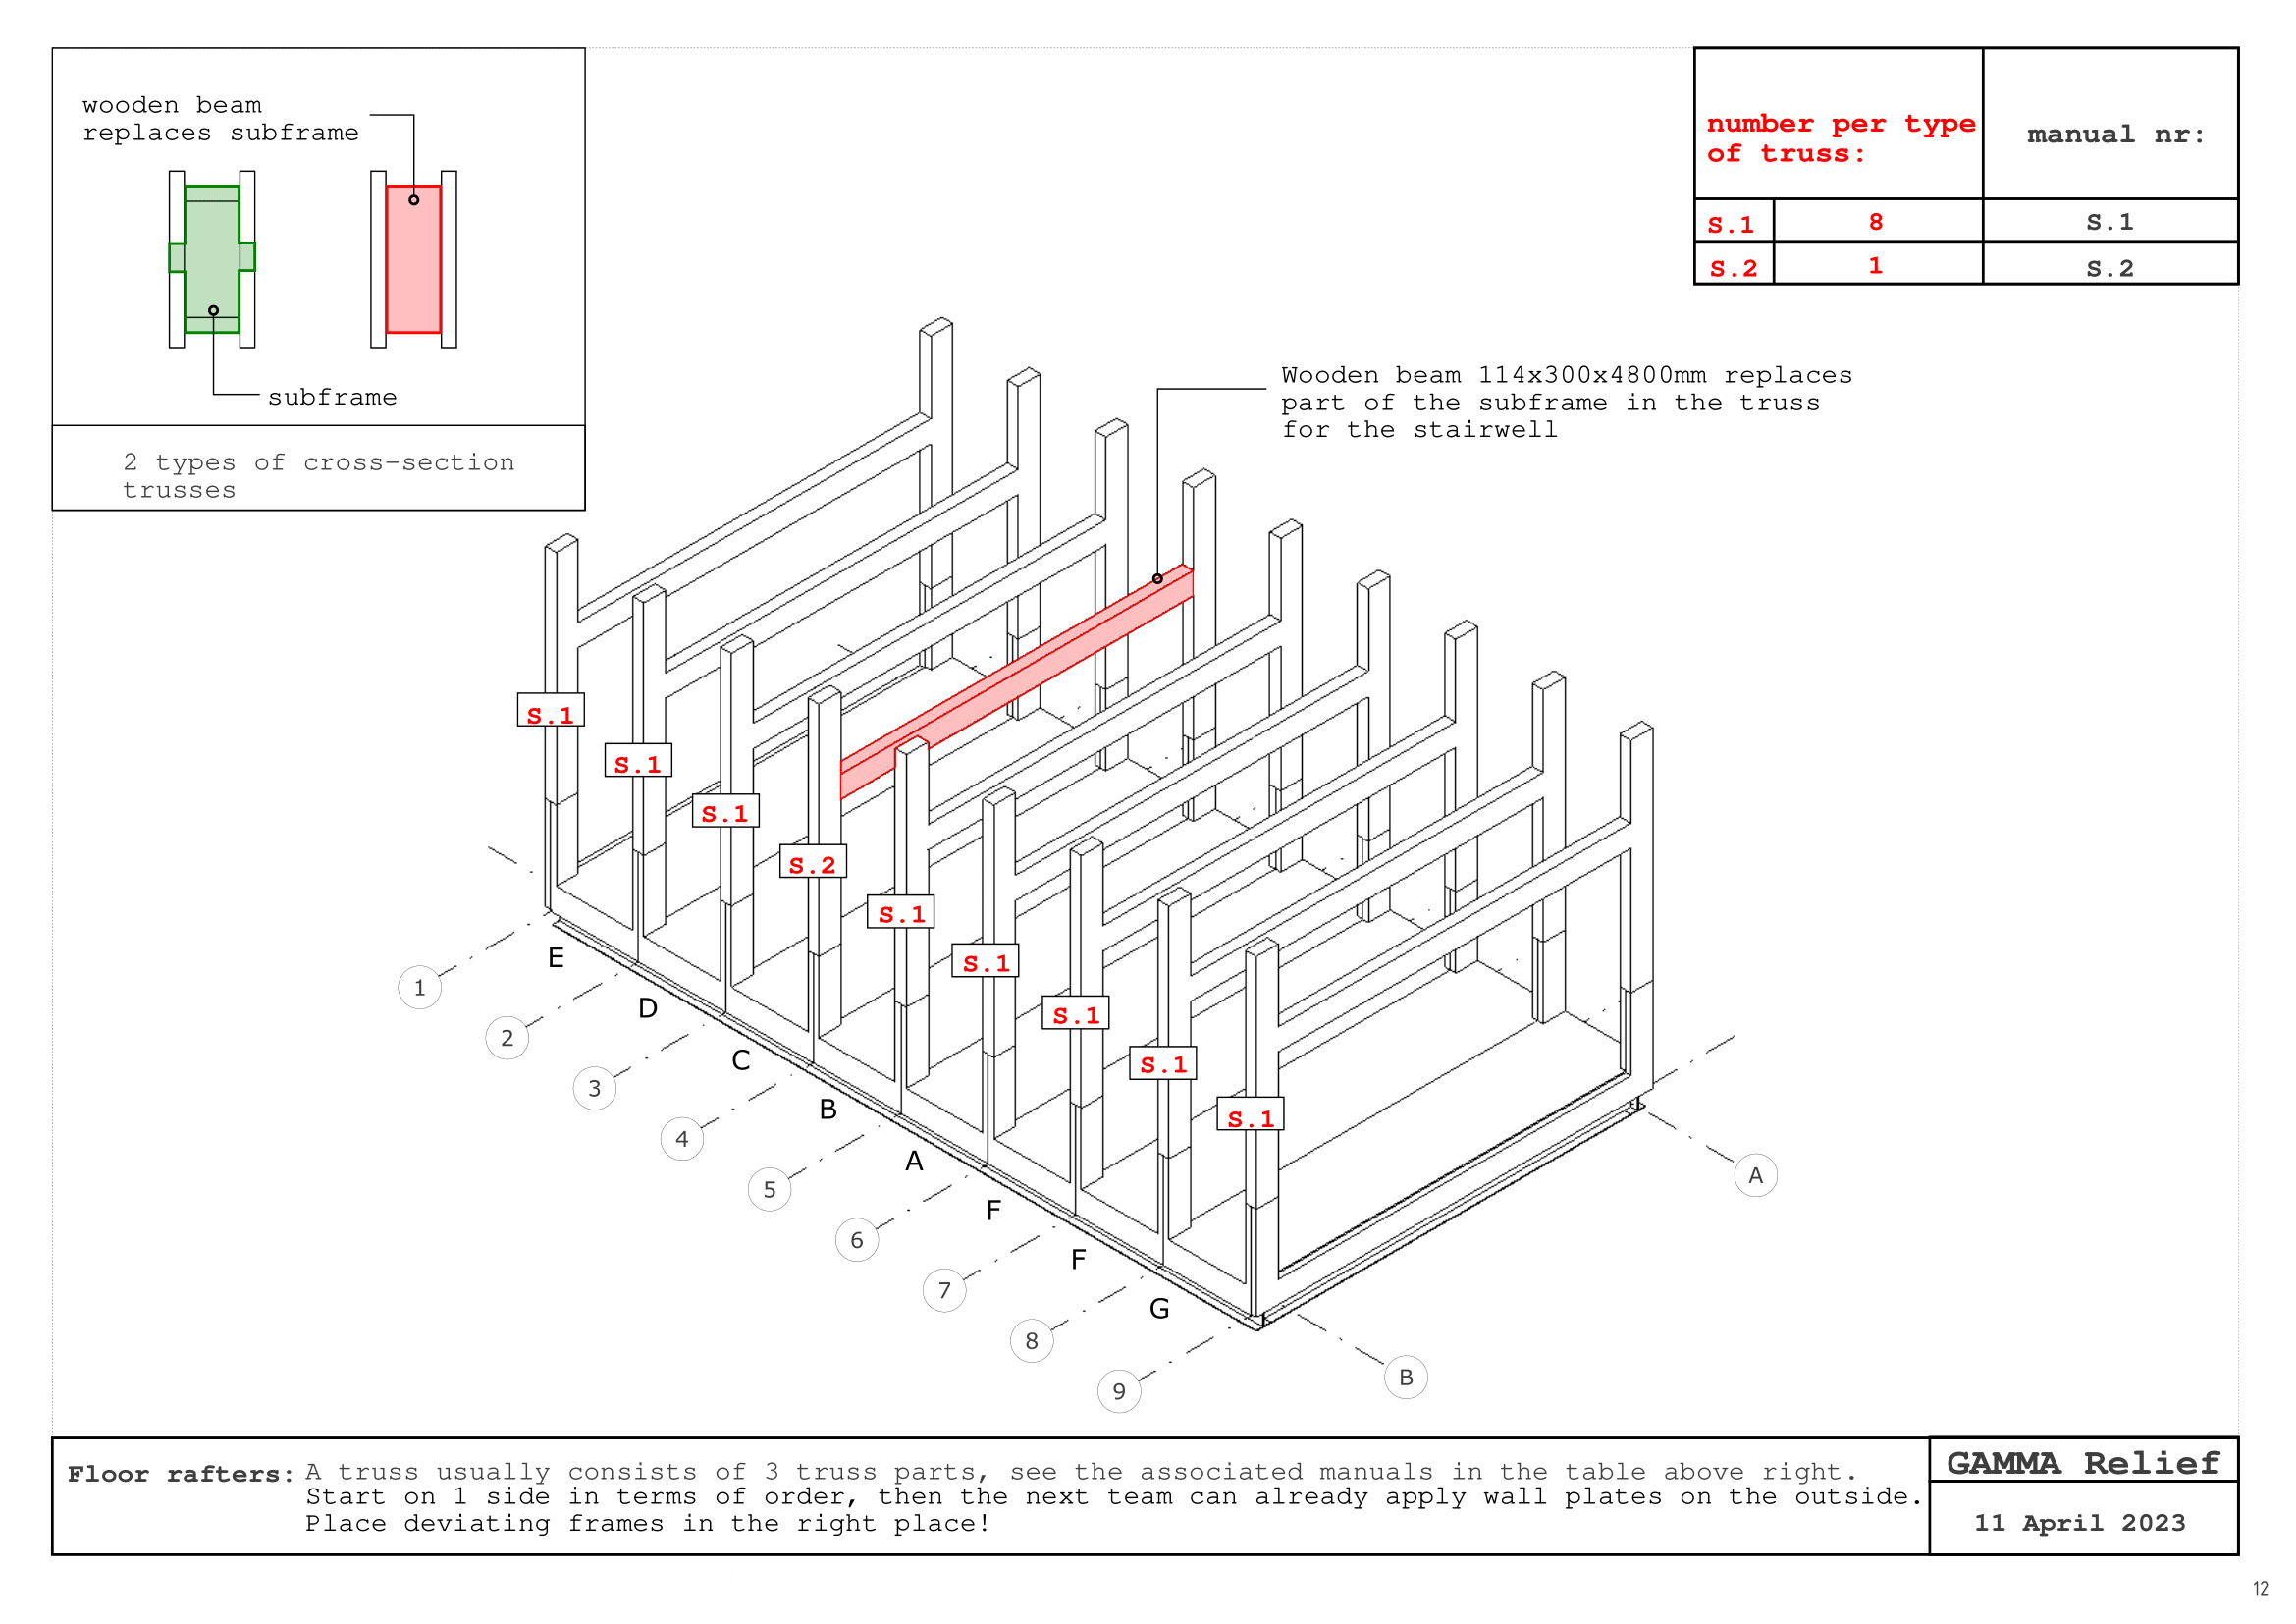 wooden beam
replaces subframe
subframe
2 types of cross-section
trusses
number per type
of truss:
manual nr:
S.1 8 S.1
S.2 1 S.2
Wooden beam 114x300x4800mm replaces
part of the subframe in the truss
for the stairwell
S.1
S.1
S.1
S.2
S.1
S.1
S.1
S.1
S.1
E
D
C
B
A
F
F
G
1
2
3
4
5
6
7
8
9
A
B
Floor rafters: A truss usually consists of 3 truss parts, see the associated manuals in the table above right.
Start on 1 side in terms of order, then the next team can already apply wall plates on the outside.
Place deviating frames in the right place!
GAMMA Relief
11 April 2023
12